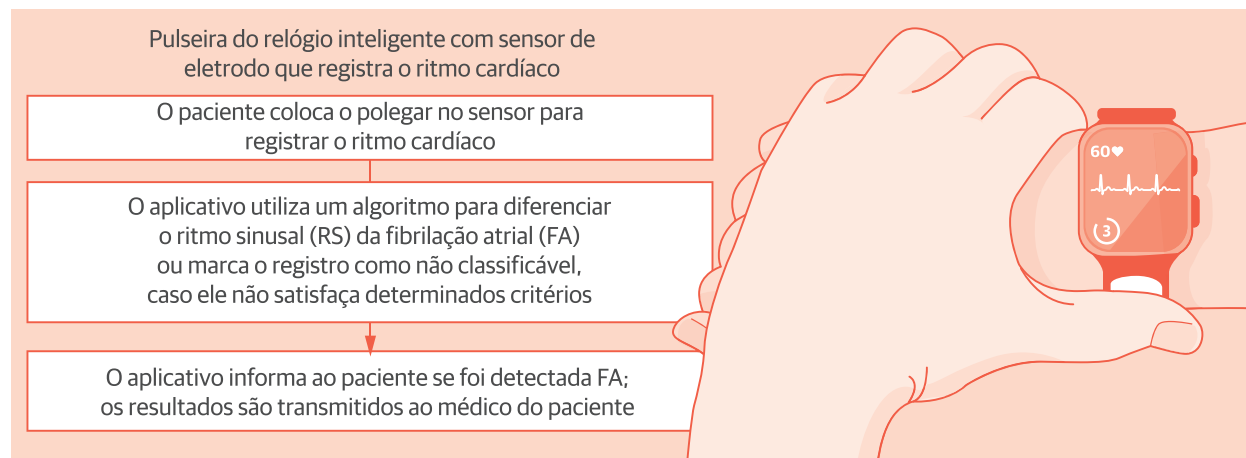 Pulseira do relógio inteligente com sensor de
eletrodo que registra o ritmo cardíaco
O paciente coloca o polegar no sensor para
registrar o ritmo cardíaco
O aplicativo utiliza um algoritmo para diferenciar
o ritmo sinusal (RS) da fibrilação atrial (FA)
ou marca o registro como não classificável,
caso ele não satisfaça determinados critérios
O aplicativo informa ao paciente se foi detectada FA;
os resultados são transmitidos ao médico do paciente
60
3